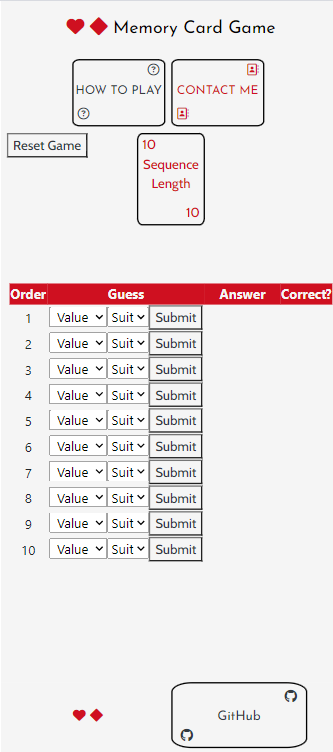 Memory Card Game
HOW TO PLAY
CONTACT ME
Reset Game
10
Sequence
Length
10
Order Guess Answer Correct?
1 Value Suit Submit
2 Value Suit Submit
3 Value Suit Submit
4 Value Suit Submit
5 Value Suit Submit
6 Value Suit Submit
7 Value Suit Submit
8 Value Suit Submit
9 Value Suit Submit
10 Value Suit Submit
GitHub